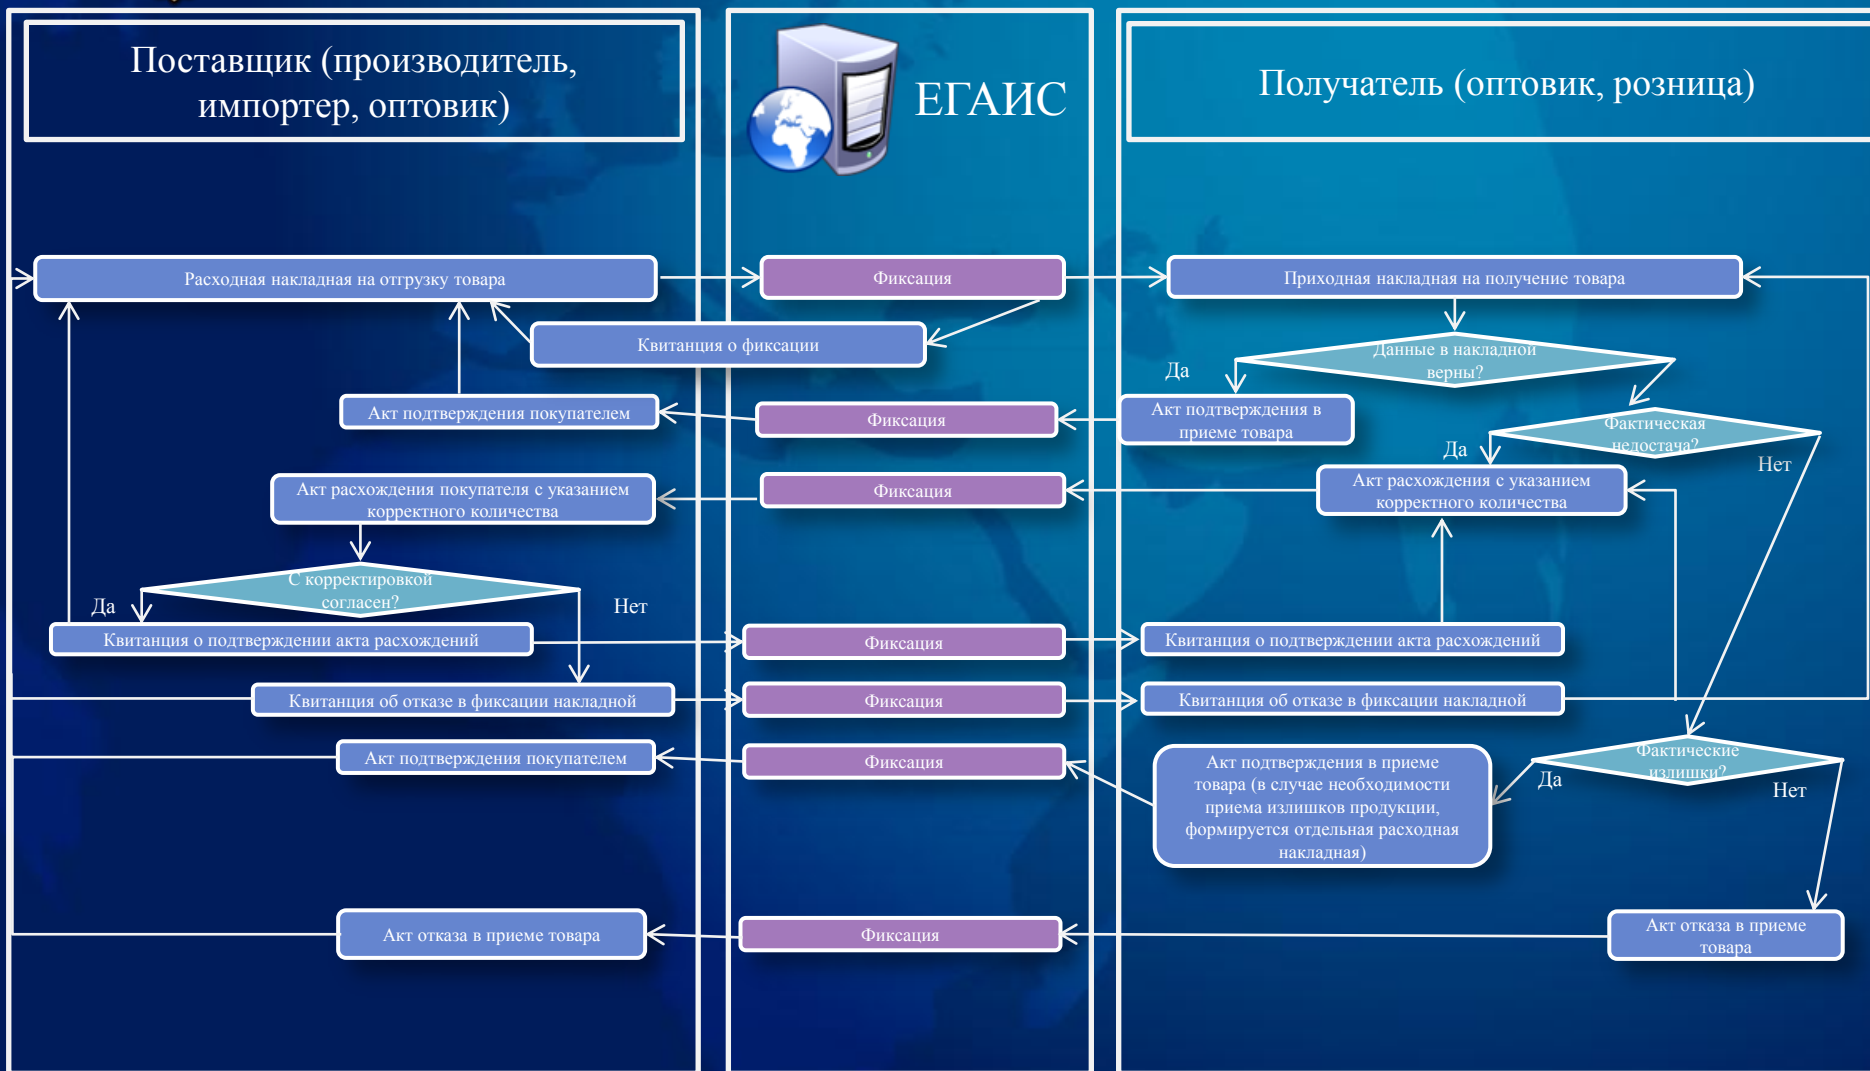 Поставщик (производитель,
импортер, оптовик)
ЕГАИС
Получатель (оптовик, розница)
Расходная накладная на отгрузку товара
Фиксация
Приходная накладная на получение товара
Квитанция о фиксации
Данные в накладной
верны?
Да
Акт подтверждения покупателем
Фиксация
Акт подтверждения в
приеме товара
Фактическая
недостача?
Да
Нет
Акт расхождения покупателя с указанием
корректного количества
Фиксация
Акт расхождения с указанием
корректного количества
С корректировкой
согласен?
Да
Нет
Квитанция о подтверждении акта расхождений
Фиксация
Квитанция о подтверждении акта расхождений
Квитанция об отказе в фиксации накладной
Фиксация
Квитанция об отказе в фиксации накладной
Акт подтверждения покупателем
Фиксация
Акт подтверждения в приеме
товара (в случае необходимости
приема излишков продукции,
формируется отдельная расходная
накладная)
Фактические
излишки?
Да
Нет
Акт отказа в приеме товара
Фиксация
Акт отказа в приеме
товара